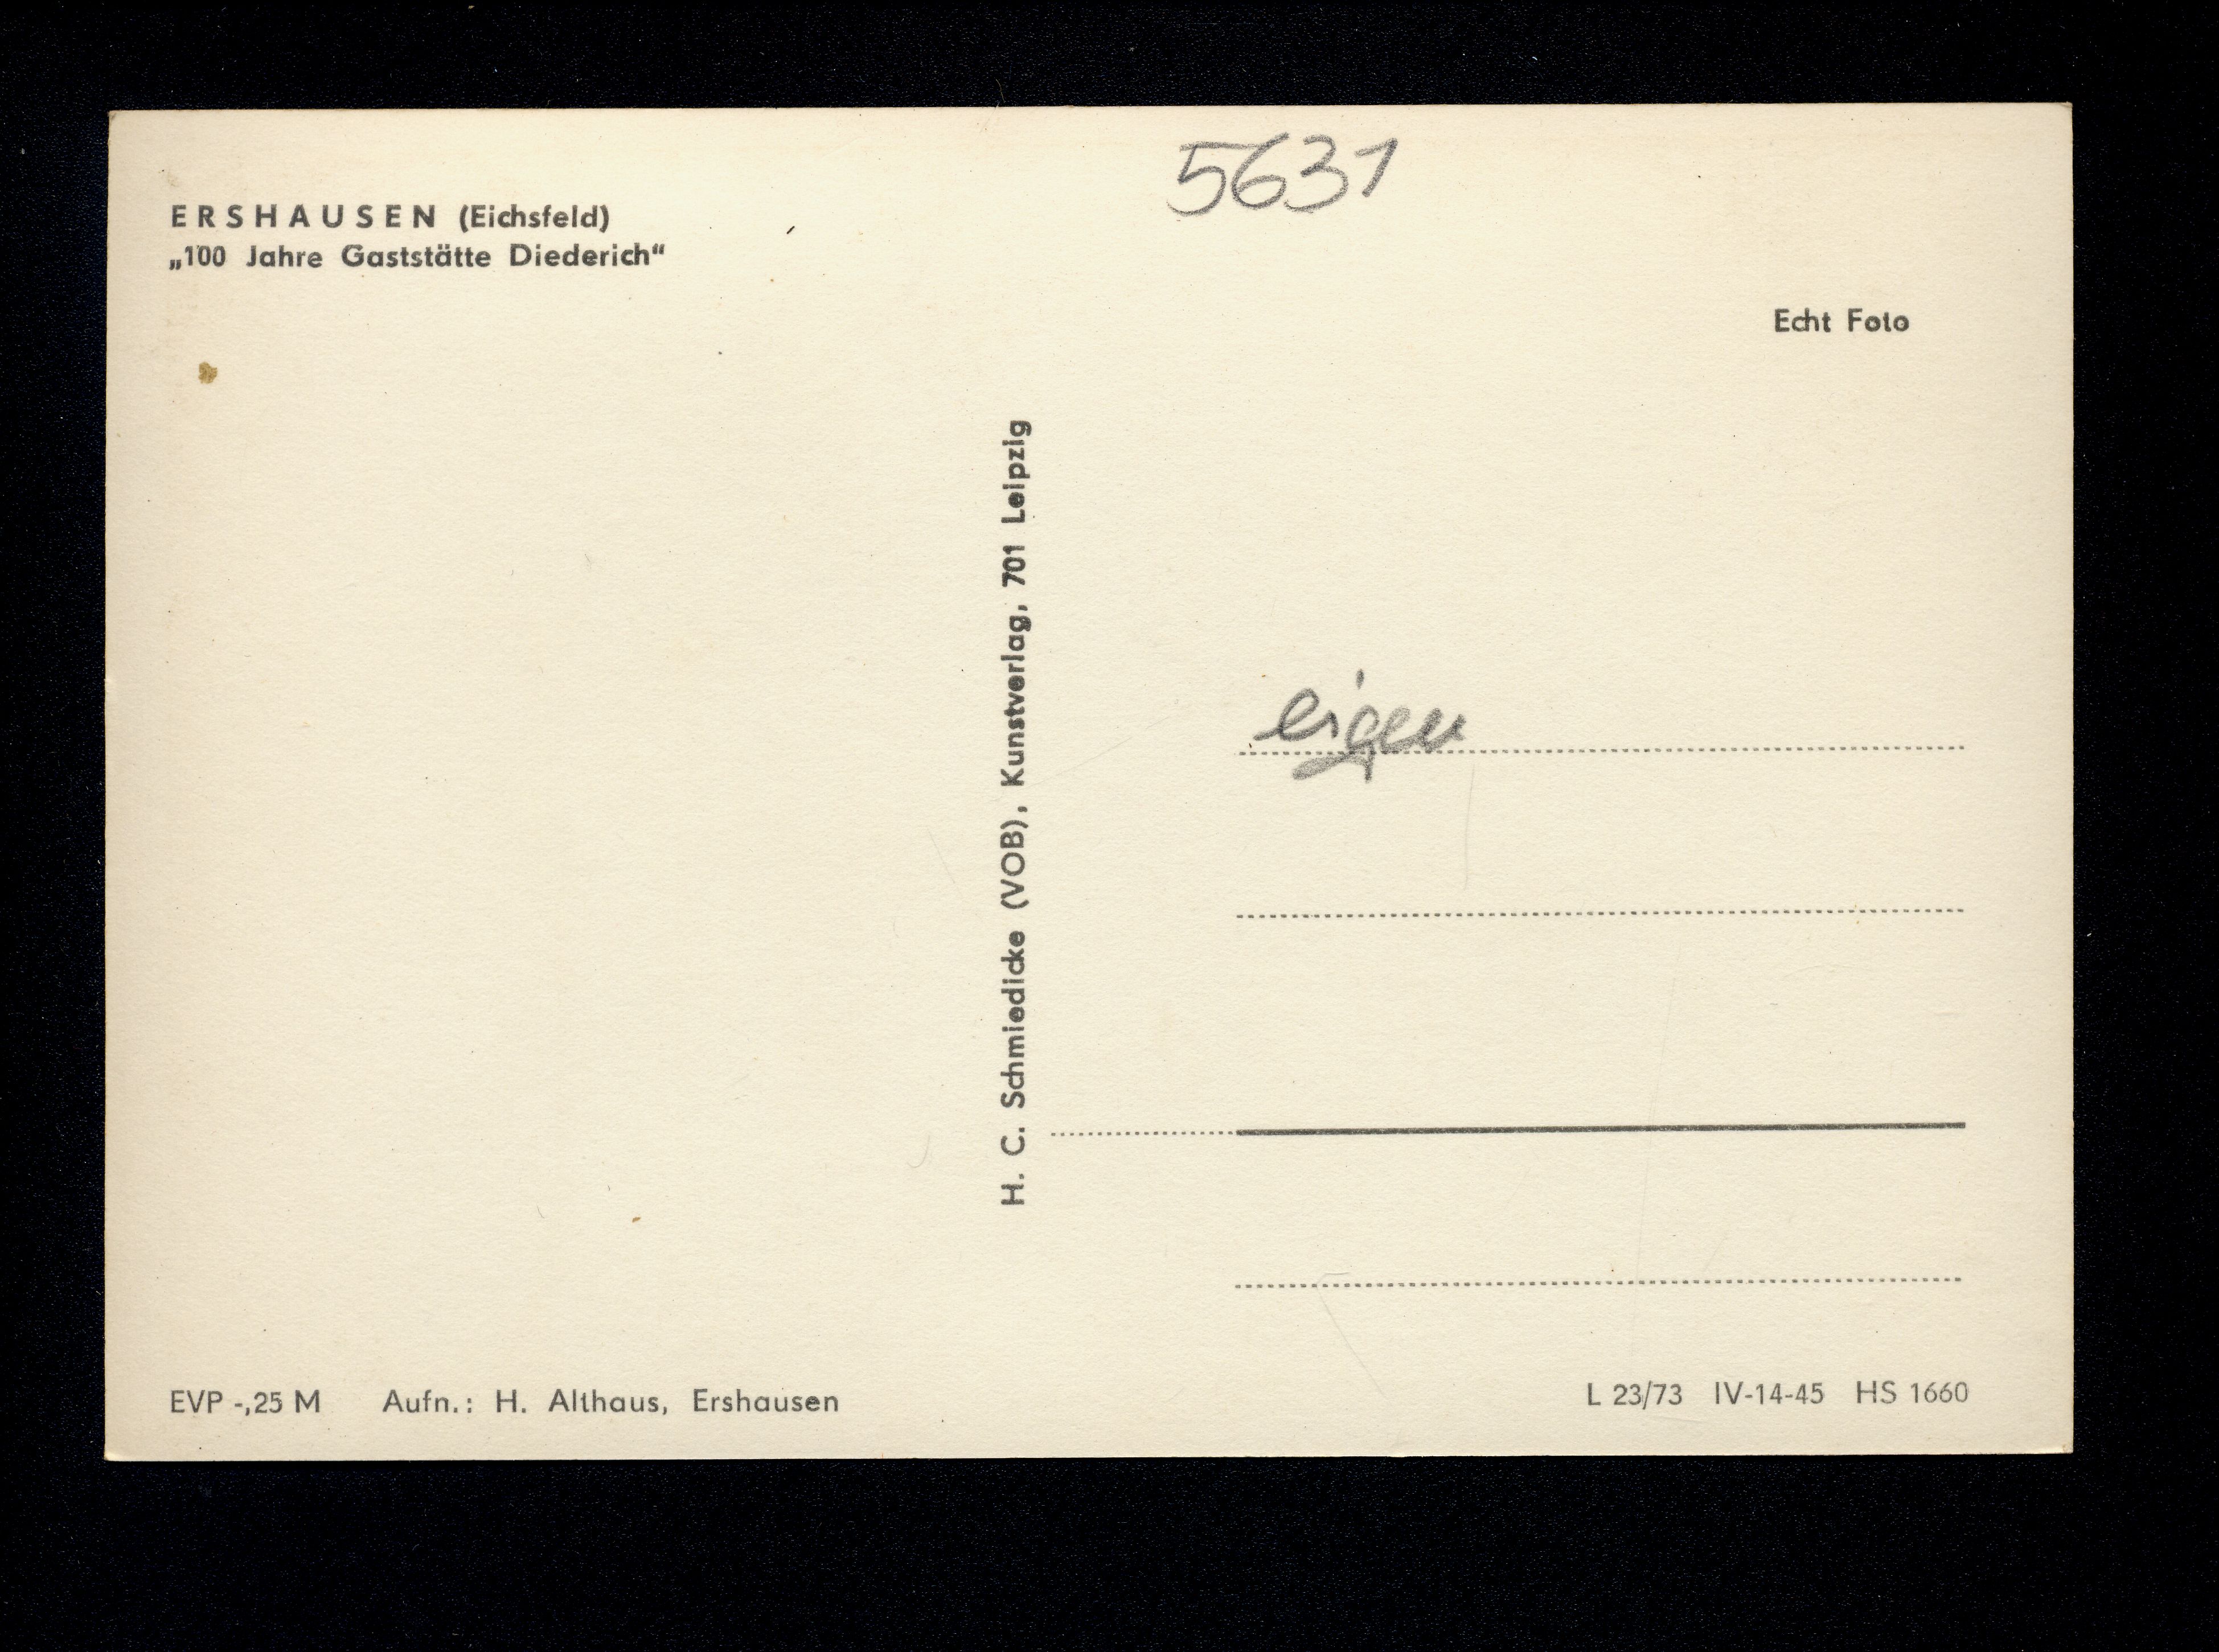 ERSHAUSEN (Eichsfeld)
„100 Jahre Gaststätte Diederich“
5631
Echt Foto
H. C. Schmiedicke (VOB), Kunstverlag, 701 Leipzig
eigen
EVP -,25 M Aufn.: H. Althaus, Ershausen
L 23/73 IV-14-45 HS 1660